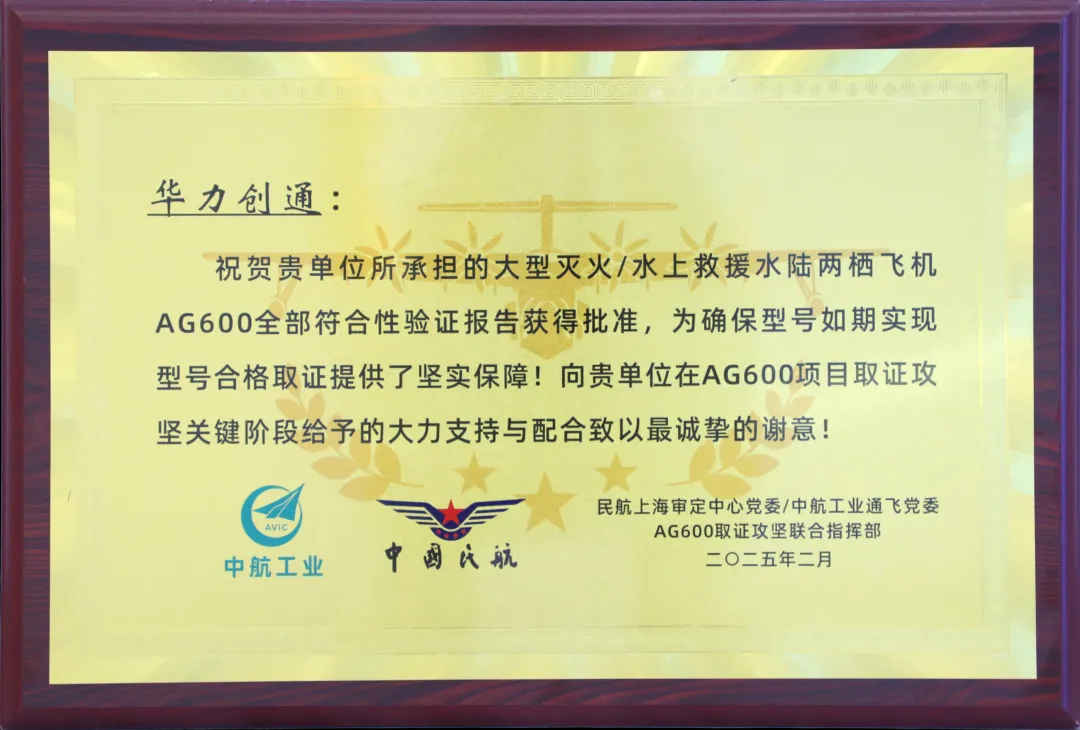 华力创通：
祝贺贵单位所承担的大型灭火/水上救援水陆两栖飞机
AG600全部符合性验证报告获得批准，为确保型号如期实现
型号合格取证提供了坚实保障！向贵单位在AG600项目取证攻
坚关键阶段给予的大力支持与配合致以最诚挚的谢意！
AVIC
中航工业
中國民航
民航上海审定中心党委/中航工业通飞党委
AG600取证攻坚联合指挥部
二〇二五年二月